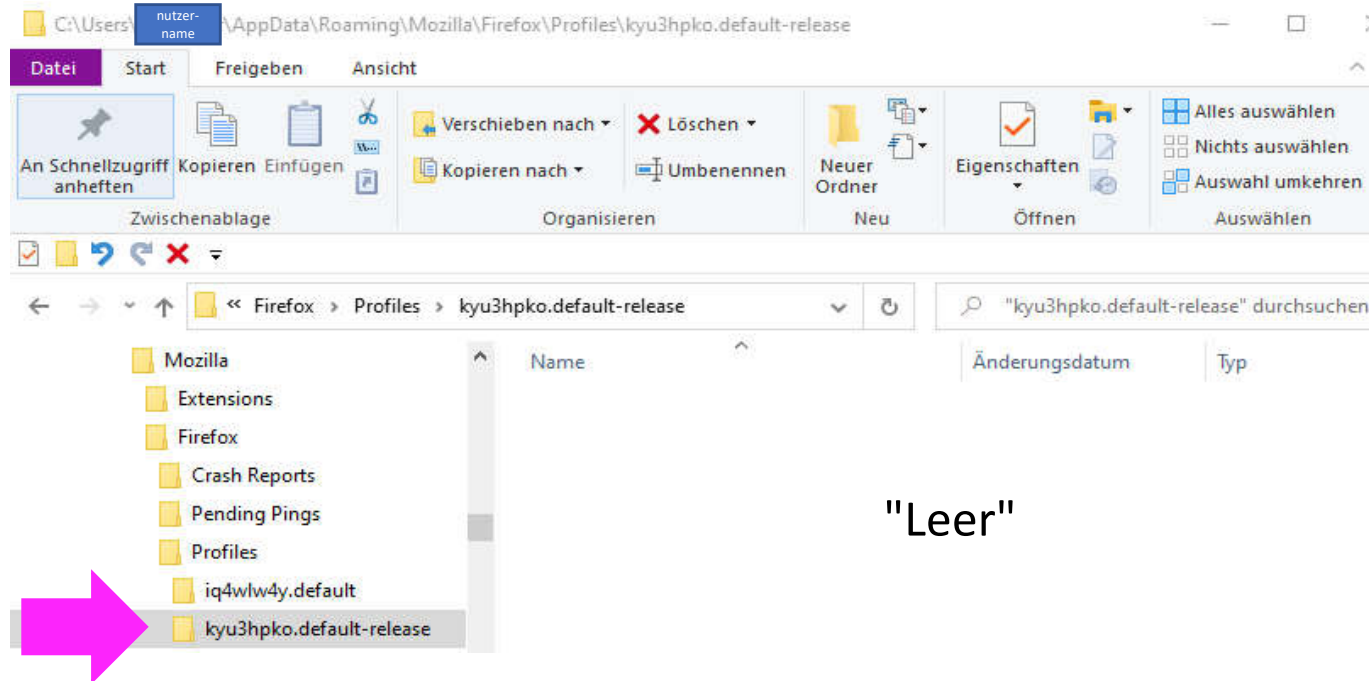 C:\Users\ nutzer-name \AppData\Roaming\Mozilla\Firefox\Profiles\kyu3hpko.default-release
Datei Start Freigeben Ansicht
An Schnellzugriff anheften
Kopieren
Einfügen
Zwischenablage
Verschieben nach
Kopieren nach
Löschen
Umbenennen
Organisieren
Neuer Ordner
Neu
Eigenschaften
Öffnen
Alles auswählen
Nichts auswählen
Auswahl umkehren
Auswählen
« Firefox › Profiles › kyu3hpko.default-release
"kyu3hpko.default-release" durchsuchen
Mozilla
Extensions
Firefox
Crash Reports
Pending Pings
Profiles
iq4wlw4y.default
kyu3hpko.default-release
Name Änderungsdatum Typ
"Leer"